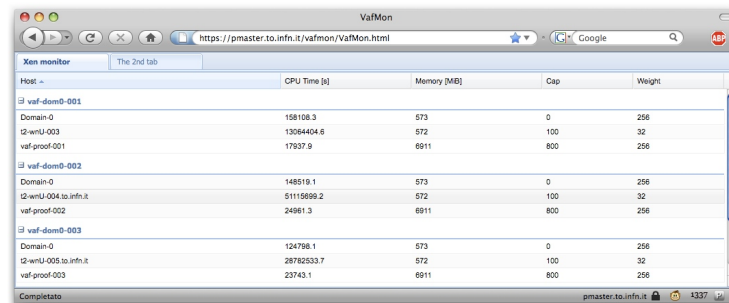 VafMon
https://pmaster.to.infn.it/vafmon/VafMon.html
Google
ABP
Xen monitor The 2nd tab
Host CPU Time [s] Memory [MiB] Cap Weight
vaf-dom0-001
Domain-0 158108.3 573 0 256
t2-wnU-003 13064404.6 572 100 32
vaf-proof-001 17937.9 6911 800 256
vaf-dom0-002
Domain-0 148519.1 573 0 256
t2-wnU-004.to.infn.it 51115699.2 572 100 32
vaf-proof-002 24961.3 6911 800 256
vaf-dom0-003
Domain-0 124798.1 573 0 256
t2-wnU-005.to.infn.it 28782533.7 572 100 32
vaf-proof-003 23743.1 6911 800 256
Completato pmaster.to.infn.it 1337